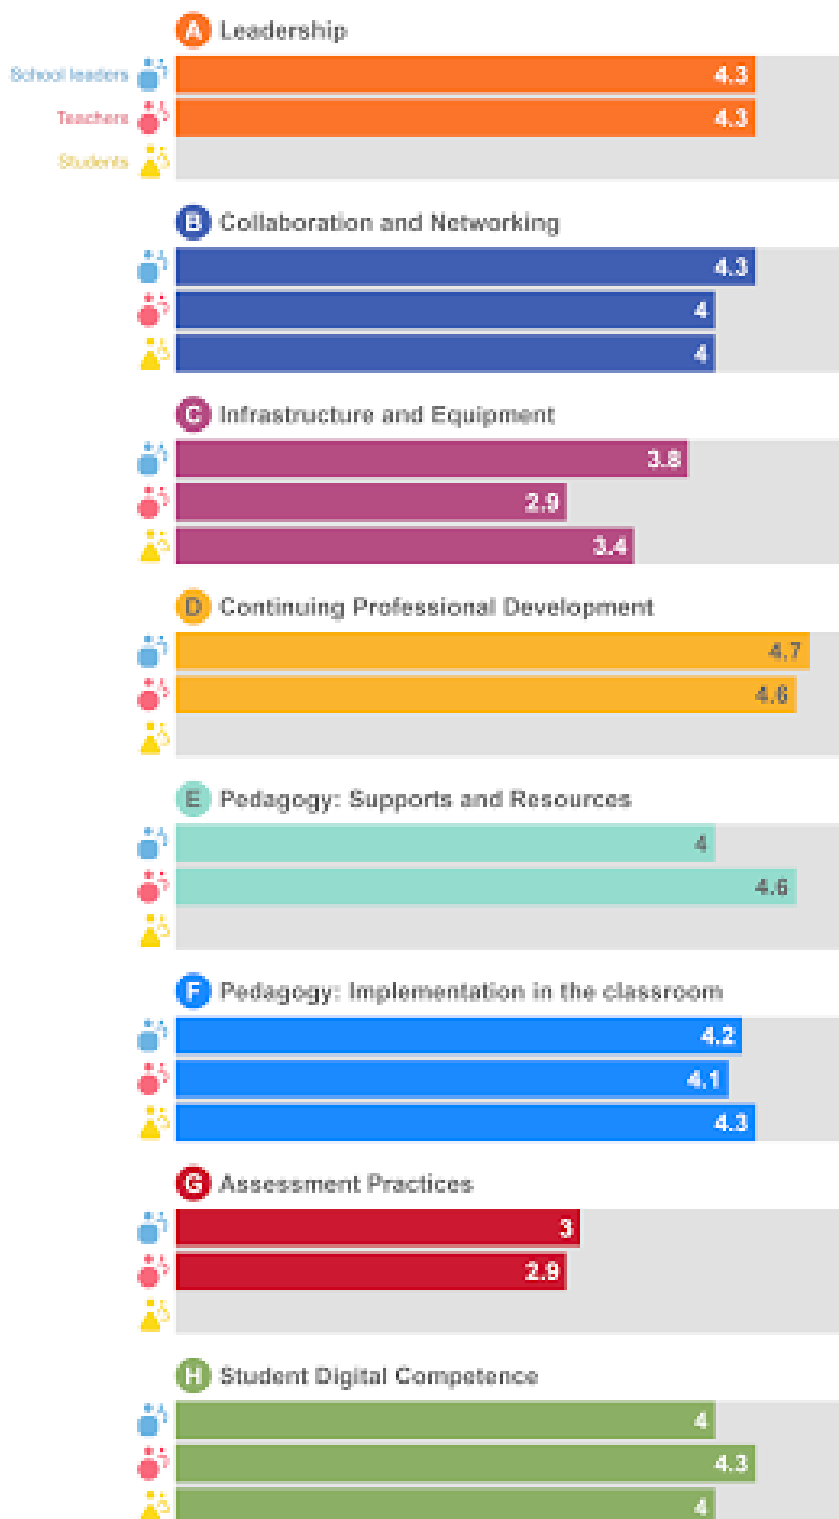 A Leadership
School leaders 4.3
Teachers 4.3
Students
B Collaboration and Networking
4.3
4
4
C Infrastructure and Equipment
3.8
2.9
3.4
D Continuing Professional Development
4.7
4.6
E Pedagogy: Supports and Resources
4
4.6
F Pedagogy: Implementation in the classroom
4.2
4.1
4.3
G Assessment Practices
3
2.9
H Student Digital Competence
4
4.3
4